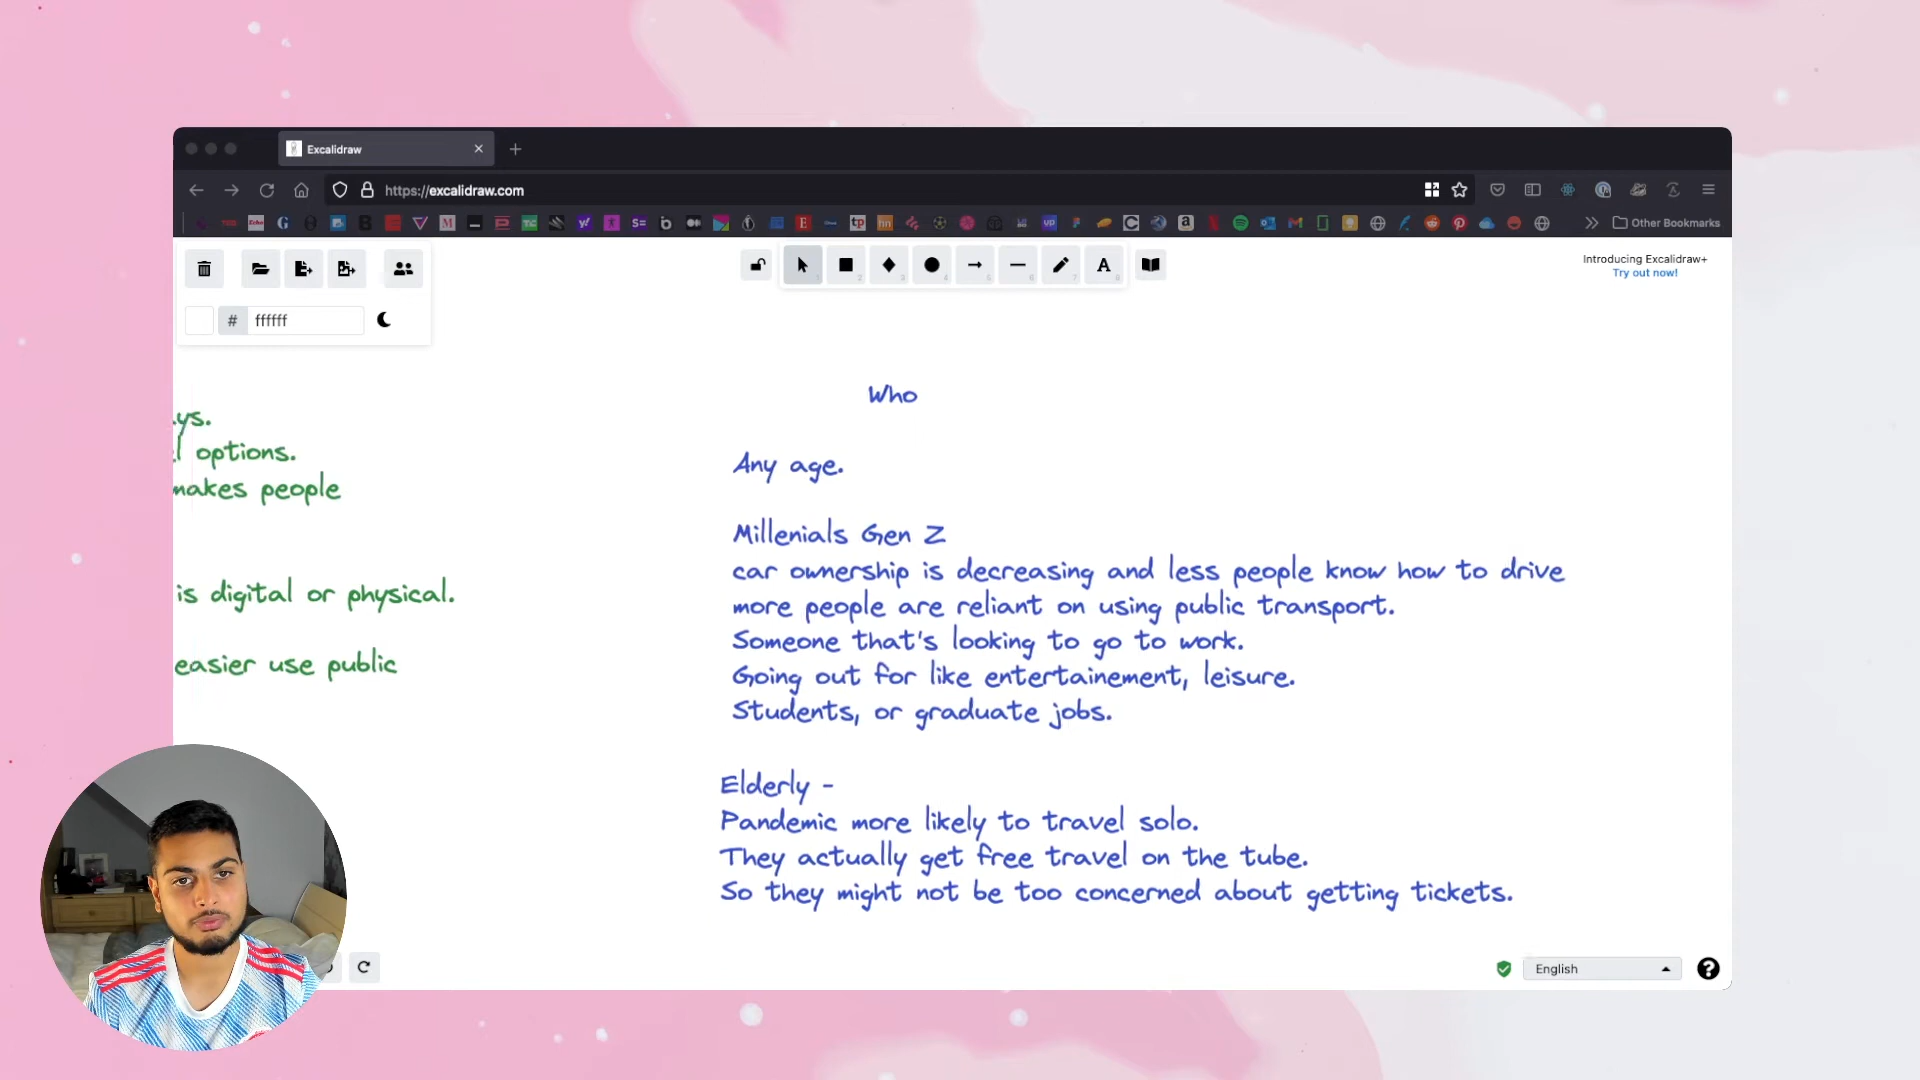 Excalidraw
https://excalidraw.com
Other Bookmarks
Introducing Excalidraw+
Try out now!
# ffffff
ys.
l options.
makes people
is digital or physical.
easier use public
Who
Any age.
Millenials Gen Z
car ownership is decreasing and less people know how to drive
more people are reliant on using public transport.
Someone that's looking to go to work.
Going out for like entertainement, leisure.
Students, or graduate jobs.
Elderly -
Pandemic more likely to travel solo.
They actually get free travel on the tube.
So they might not be too concerned about getting tickets.
English